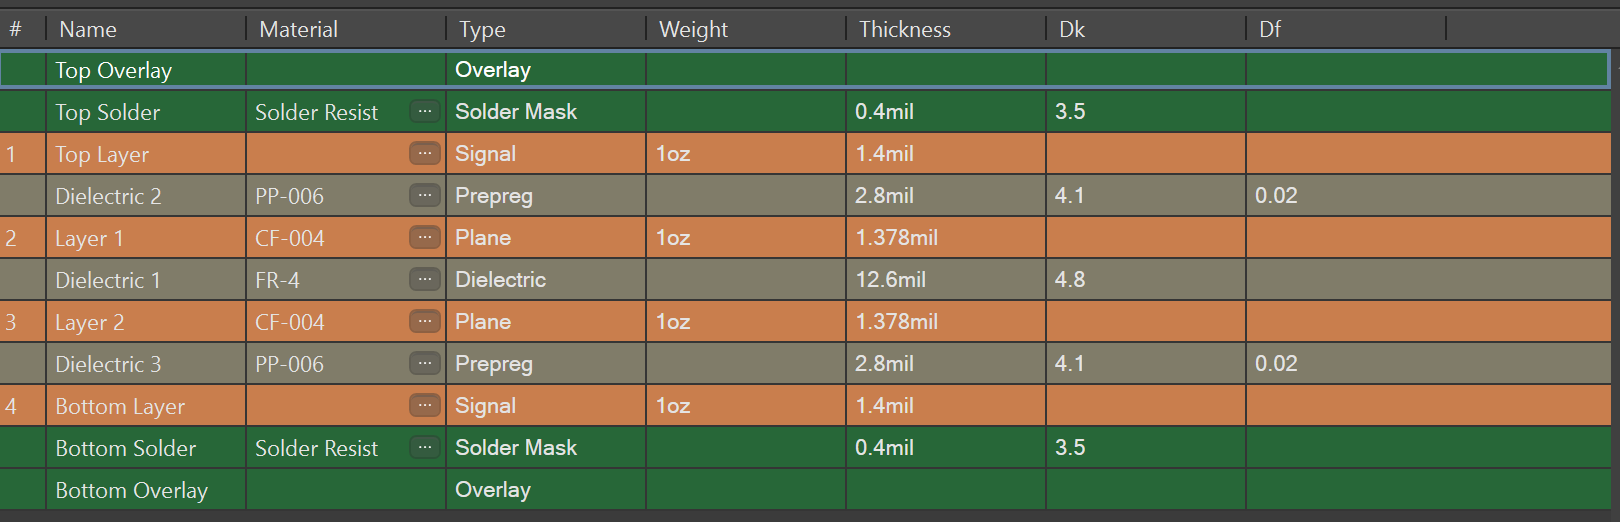 # Name Material Type Weight Thickness Dk Df
Top Overlay Overlay
Top Solder Solder Resist ... Solder Mask 0.4mil 3.5
1 Top Layer ... Signal 1oz 1.4mil
Dielectric 2 PP-006 ... Prepreg 2.8mil 4.1 0.02
2 Layer 1 CF-004 ... Plane 1oz 1.378mil
Dielectric 1 FR-4 ... Dielectric 12.6mil 4.8
3 Layer 2 CF-004 ... Plane 1oz 1.378mil
Dielectric 3 PP-006 ... Prepreg 2.8mil 4.1 0.02
4 Bottom Layer ... Signal 1oz 1.4mil
Bottom Solder Solder Resist ... Solder Mask 0.4mil 3.5
Bottom Overlay Overlay